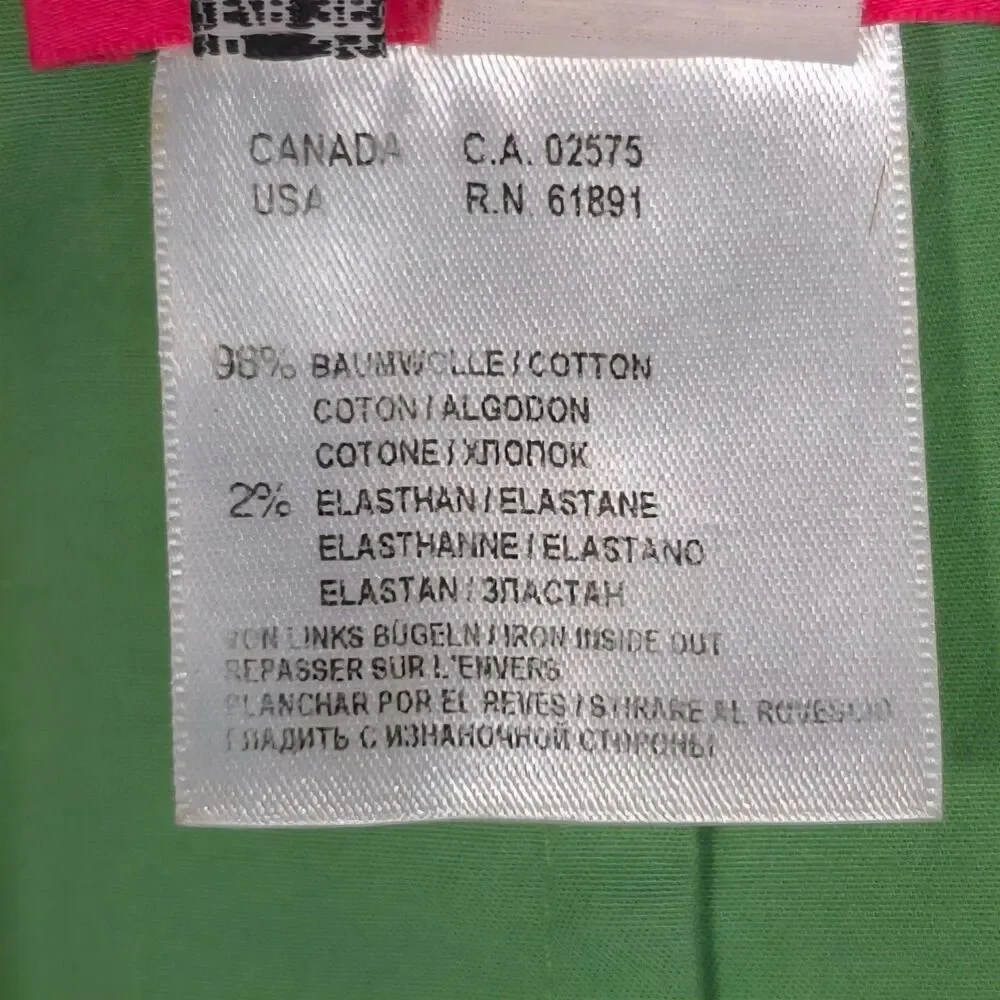 CANADA C.A. 02575
USA R.N. 61891
98% BAUMWOLLE / COTTON
COTON / ALGODON
COTONE / ХЛОПОК
2% ELASTHAN / ELASTANE
ELASTHANNE / ELASTANO
ELASTAN / ЗПАСТАН
VON LINKS BÜGELN / IRON INSIDE OUT
REPASSER SUR L'ENVERS
PLANCHAR POR EL REVES / STIRARE AL ROVESCIO
ГЛАДИТЬ С ИЗНАНОЧНОЙ СТОРОНЫ